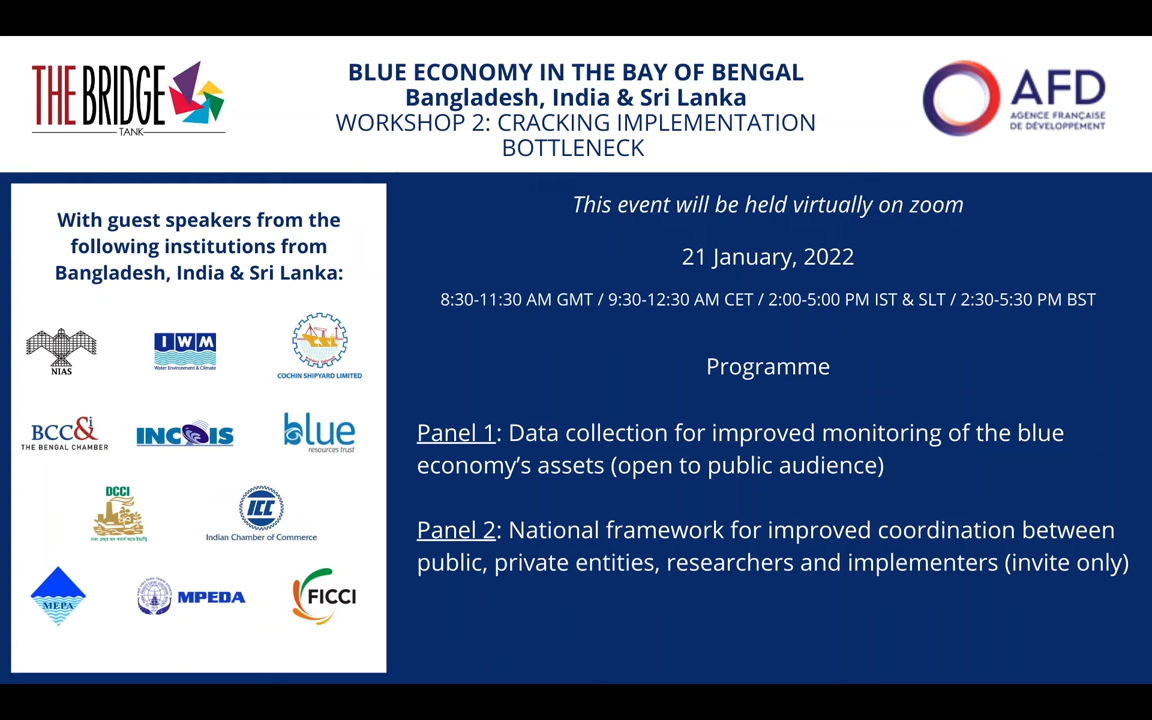 THE BRIDGE
TANK
BLUE ECONOMY IN THE BAY OF BENGAL
Bangladesh, India & Sri Lanka
WORKSHOP 2: CRACKING IMPLEMENTATION
BOTTLENECK
AFD
AGENCE FRANÇAISE
DE DÉVELOPPEMENT
With guest speakers from the
following institutions from
Bangladesh, India & Sri Lanka:
NIAS
IWM
Water Environment & Climate
COCHIN SHIPYARD LIMITED
BCC&i
THE BENGAL CHAMBER
INCOIS
blue
resources trust
DCCI
ICC
Indian Chamber of Commerce
MEPA
MPEDA
FICCI
This event will be held virtually on zoom
21 January, 2022
8:30-11:30 AM GMT / 9:30-12:30 AM CET / 2:00-5:00 PM IST & SLT / 2:30-5:30 PM BST
Programme
Panel 1: Data collection for improved monitoring of the blue
economy's assets (open to public audience)
Panel 2: National framework for improved coordination between
public, private entities, researchers and implementers (invite only)